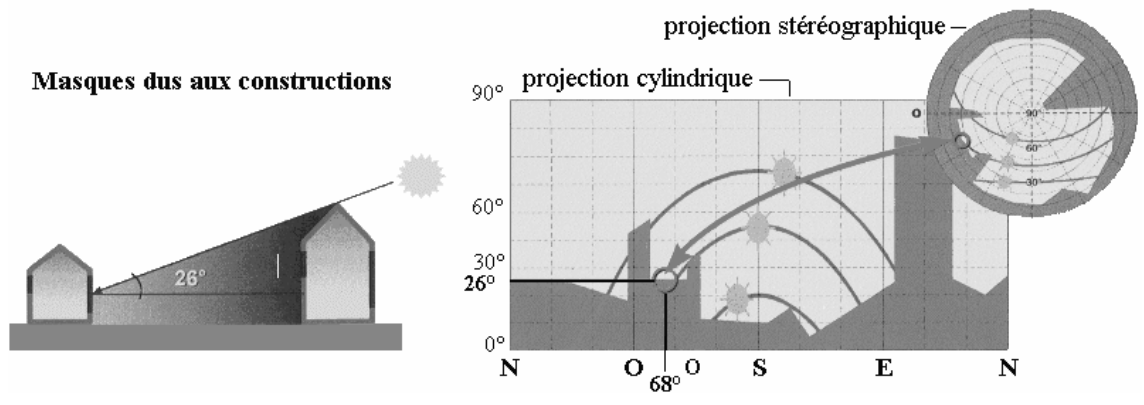 Masques dus aux constructions
26°
projection stéréographique
projection cylindrique
90°
60°
30°
26°
0°
N O O S E N
68°
O
90°
60°
30°